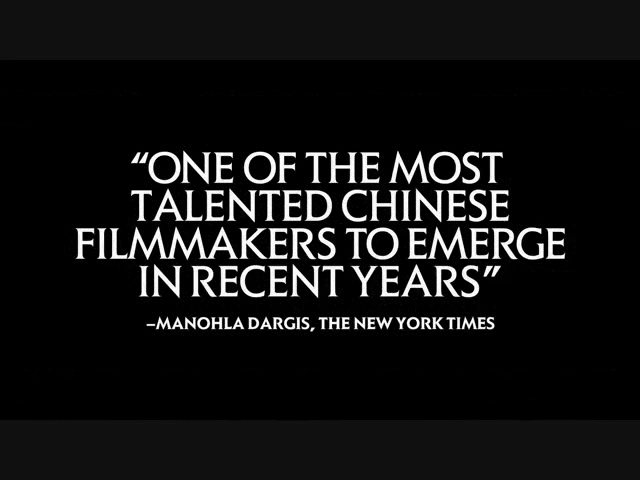 “ONE OF THE MOST
TALENTED CHINESE
FILMMAKERS TO EMERGE
IN RECENT YEARS”
–MANOHLA DARGIS, THE NEW YORK TIMES